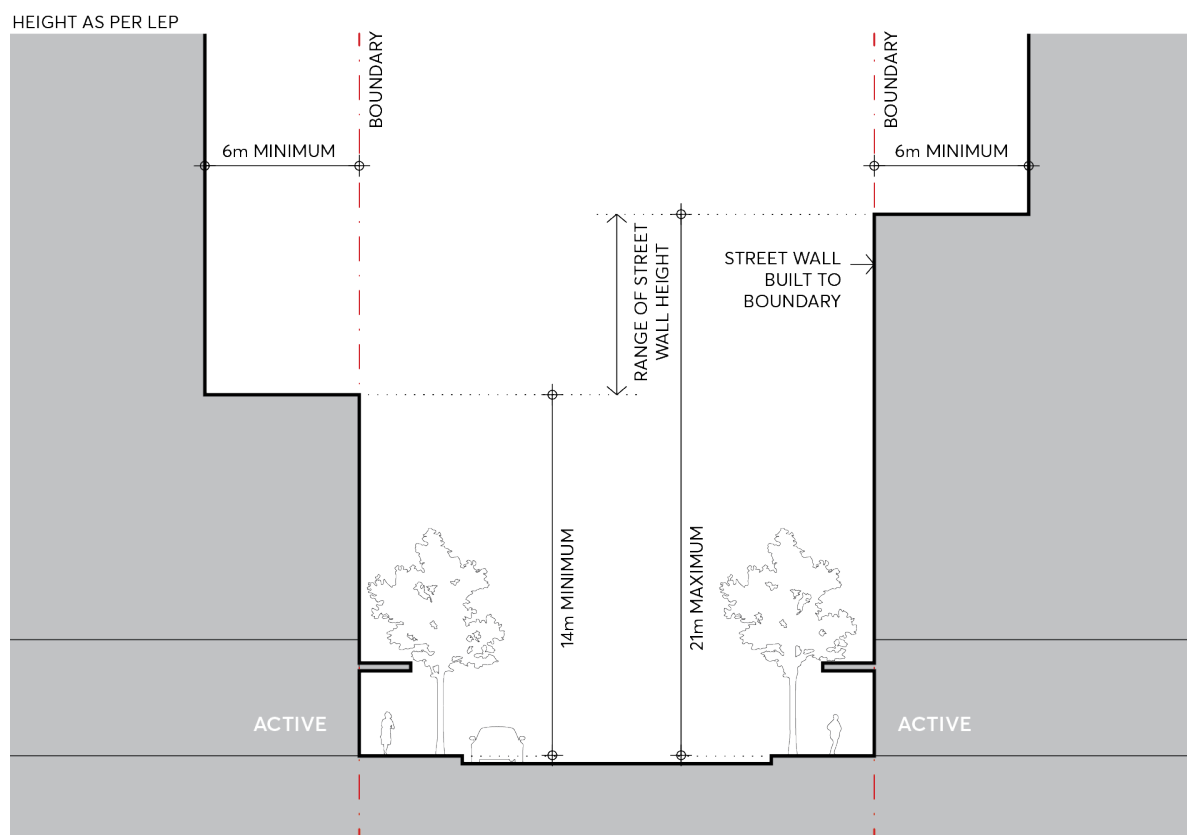 HEIGHT AS PER LEP
BOUNDARY
BOUNDARY
6m MINIMUM
6m MINIMUM
RANGE OF STREET
WALL HEIGHT
STREET WALL
BUILT TO
BOUNDARY
14m MINIMUM
21m MAXIMUM
ACTIVE
ACTIVE